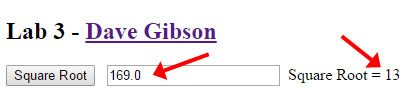 Lab 3 - Dave Gibson
Square Root 169.0 Square Root = 13